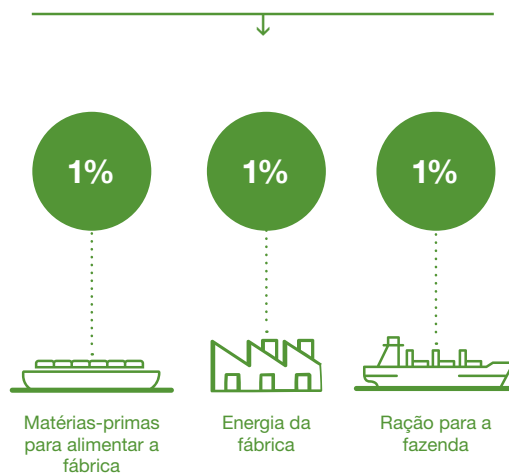 1%
1%
1%
Matérias-primas
para alimentar a
fábrica
Energia da
fábrica
Ração para a
fazenda